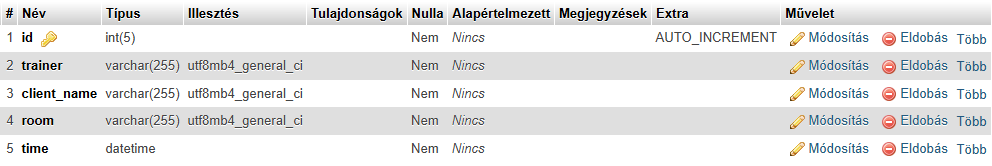 # Név Típus Illesztés Tulajdonságok Nulla Alapértelmezett Megjegyzések Extra Művelet
1 id int(5) Nem Nincs AUTO_INCREMENT Módosítás Eldobás Több
2 trainer varchar(255) utf8mb4_general_ci Nem Nincs Módosítás Eldobás Több
3 client_name varchar(255) utf8mb4_general_ci Nem Nincs Módosítás Eldobás Több
4 room varchar(255) utf8mb4_general_ci Nem Nincs Módosítás Eldobás Több
5 time datetime Nem Nincs Módosítás Eldobás Több